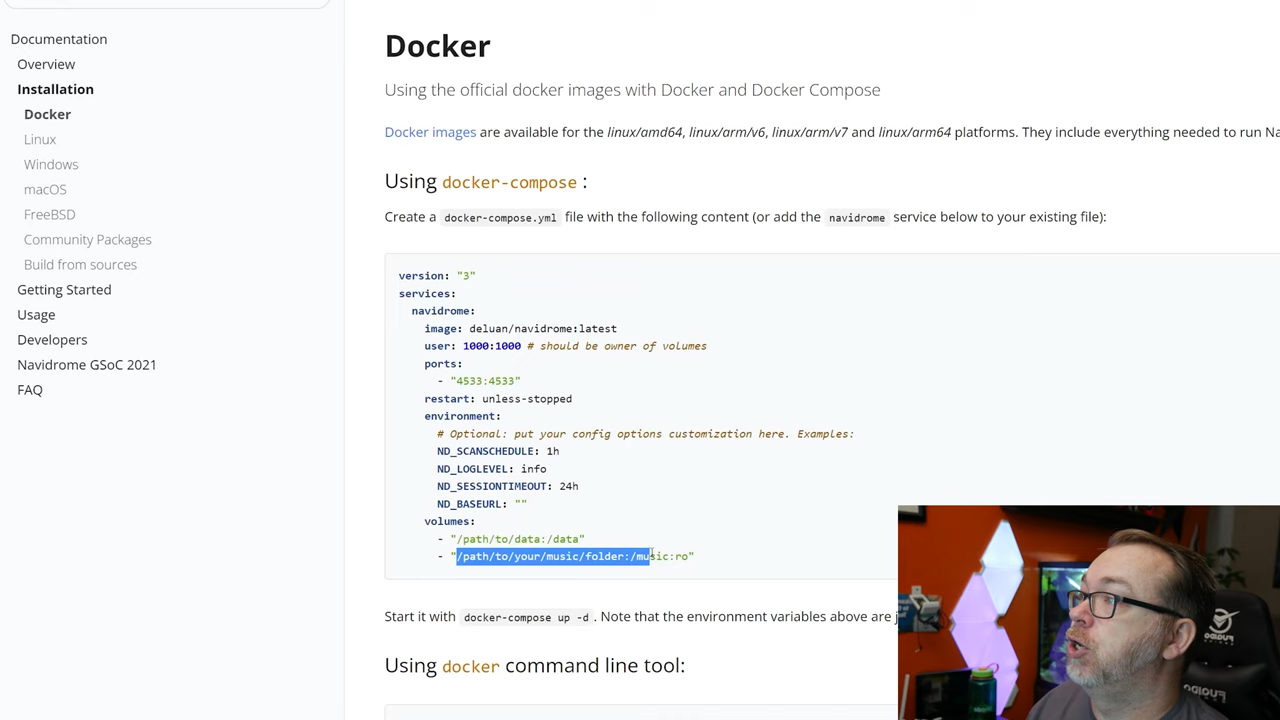 Documentation
Overview
Installation
Docker
Linux
Windows
macOS
FreeBSD
Community Packages
Build from sources
Getting Started
Usage
Developers
Navidrome GSoC 2021
FAQ
Docker
Using the official docker images with Docker and Docker Compose
Docker images are available for the linux/amd64, linux/arm/v6, linux/arm/v7 and linux/arm64 platforms. They include everything needed to run Na
Using docker-compose :
Create a docker-compose.yml file with the following content (or add the navidrome service below to your existing file):
version: "3"
services:
navidrome:
image: deluan/navidrome:latest
user: 1000:1000 # should be owner of volumes
ports:
- "4533:4533"
restart: unless-stopped
environment:
# Optional: put your config options customization here. Examples:
ND_SCANSCHEDULE: 1h
ND_LOGLEVEL: info
ND_SESSIONTIMEOUT: 24h
ND_BASEURL: ""
volumes:
- "/path/to/data:/data"
- "/path/to/your/music/folder:/music:ro"
Start it with docker-compose up -d. Note that the environment variables above are j
Using docker command line tool: